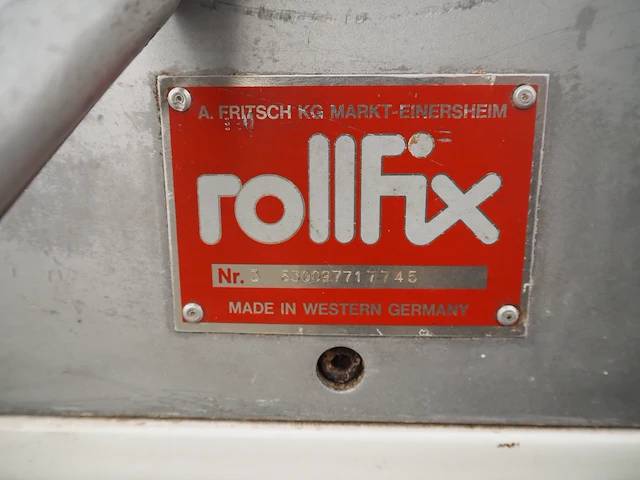 A. FRITSCH KG MARKT-EINERSHEIM
rollfix
Nr. 3 630097717745
MADE IN WESTERN GERMANY